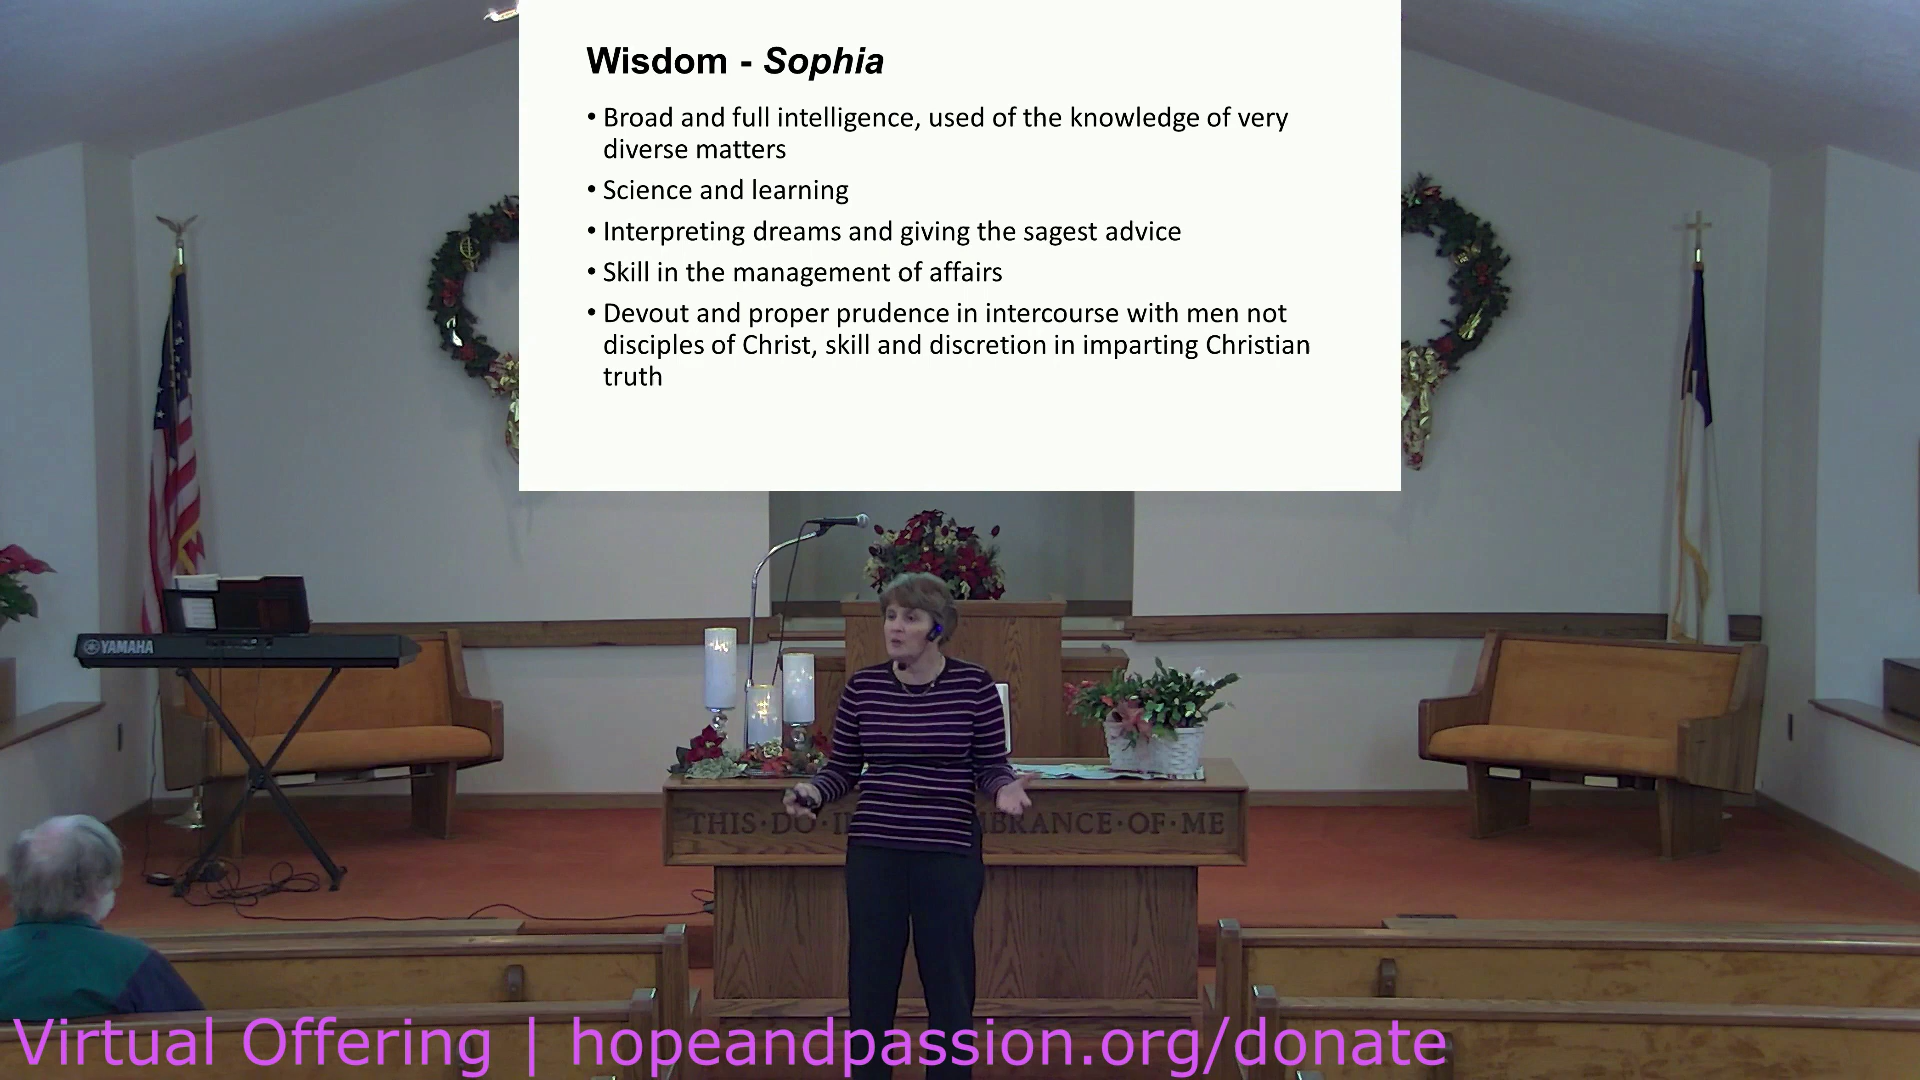 Wisdom - Sophia
• Broad and full intelligence, used of the knowledge of very
diverse matters
• Science and learning
• Interpreting dreams and giving the sagest advice
• Skill in the management of affairs
• Devout and proper prudence in intercourse with men not
disciples of Christ, skill and discretion in imparting Christian
truth
YAMAHA
THIS·DO·I MBRANCE·OF·ME
Virtual Offering | hopeandpassion.org/donate